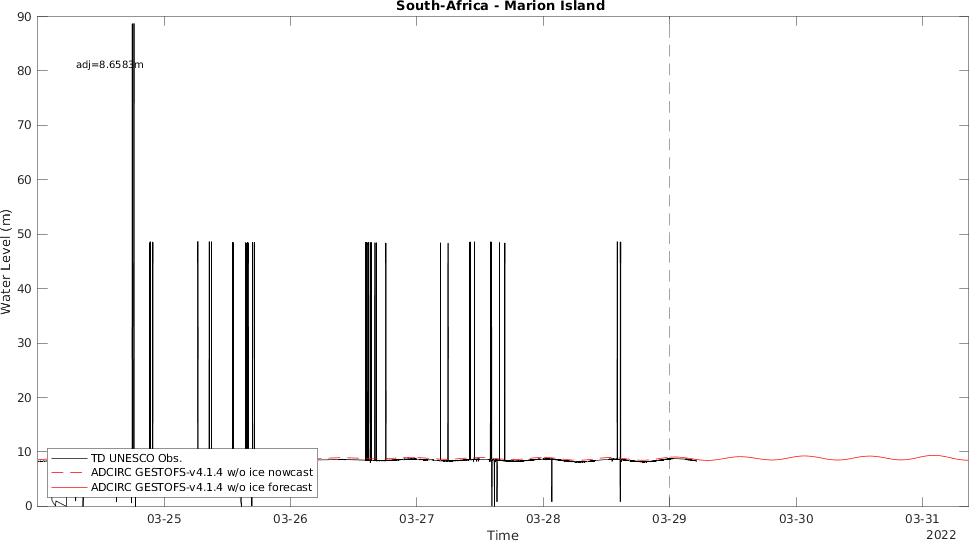 South-Africa - Marion Island
90
80
70
60
50
40
30
20
10
0
Water Level (m)
adj=8.6583m
TD UNESCO Obs.
ADCIRC GESTOFS-v4.1.4 w/o ice nowcast
ADCIRC GESTOFS-v4.1.4 w/o ice forecast
03-25 03-26 03-27 03-28 03-29 03-30 03-31
Time
2022